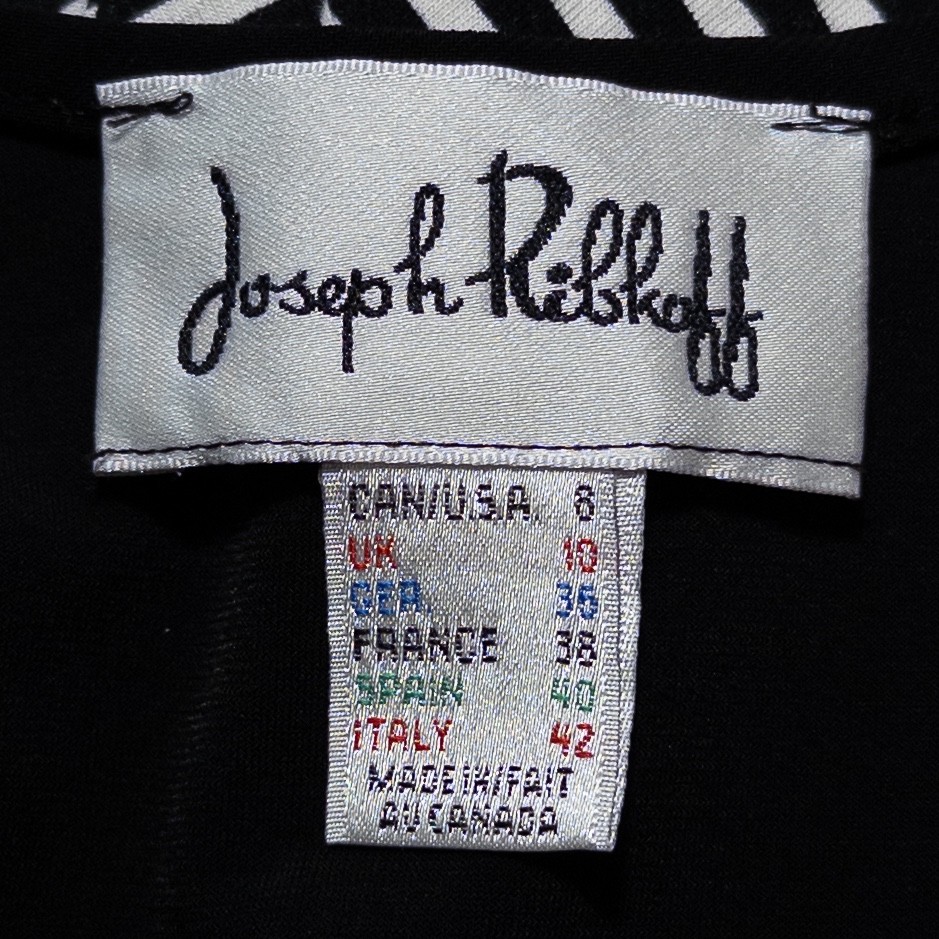 Joseph Ribkoff
CAN/U.S.A. 8
UK 10
GER. 36
FRANCE 38
SPAIN 40
ITALY 42
MADE IN/FAIT
AU CANADA